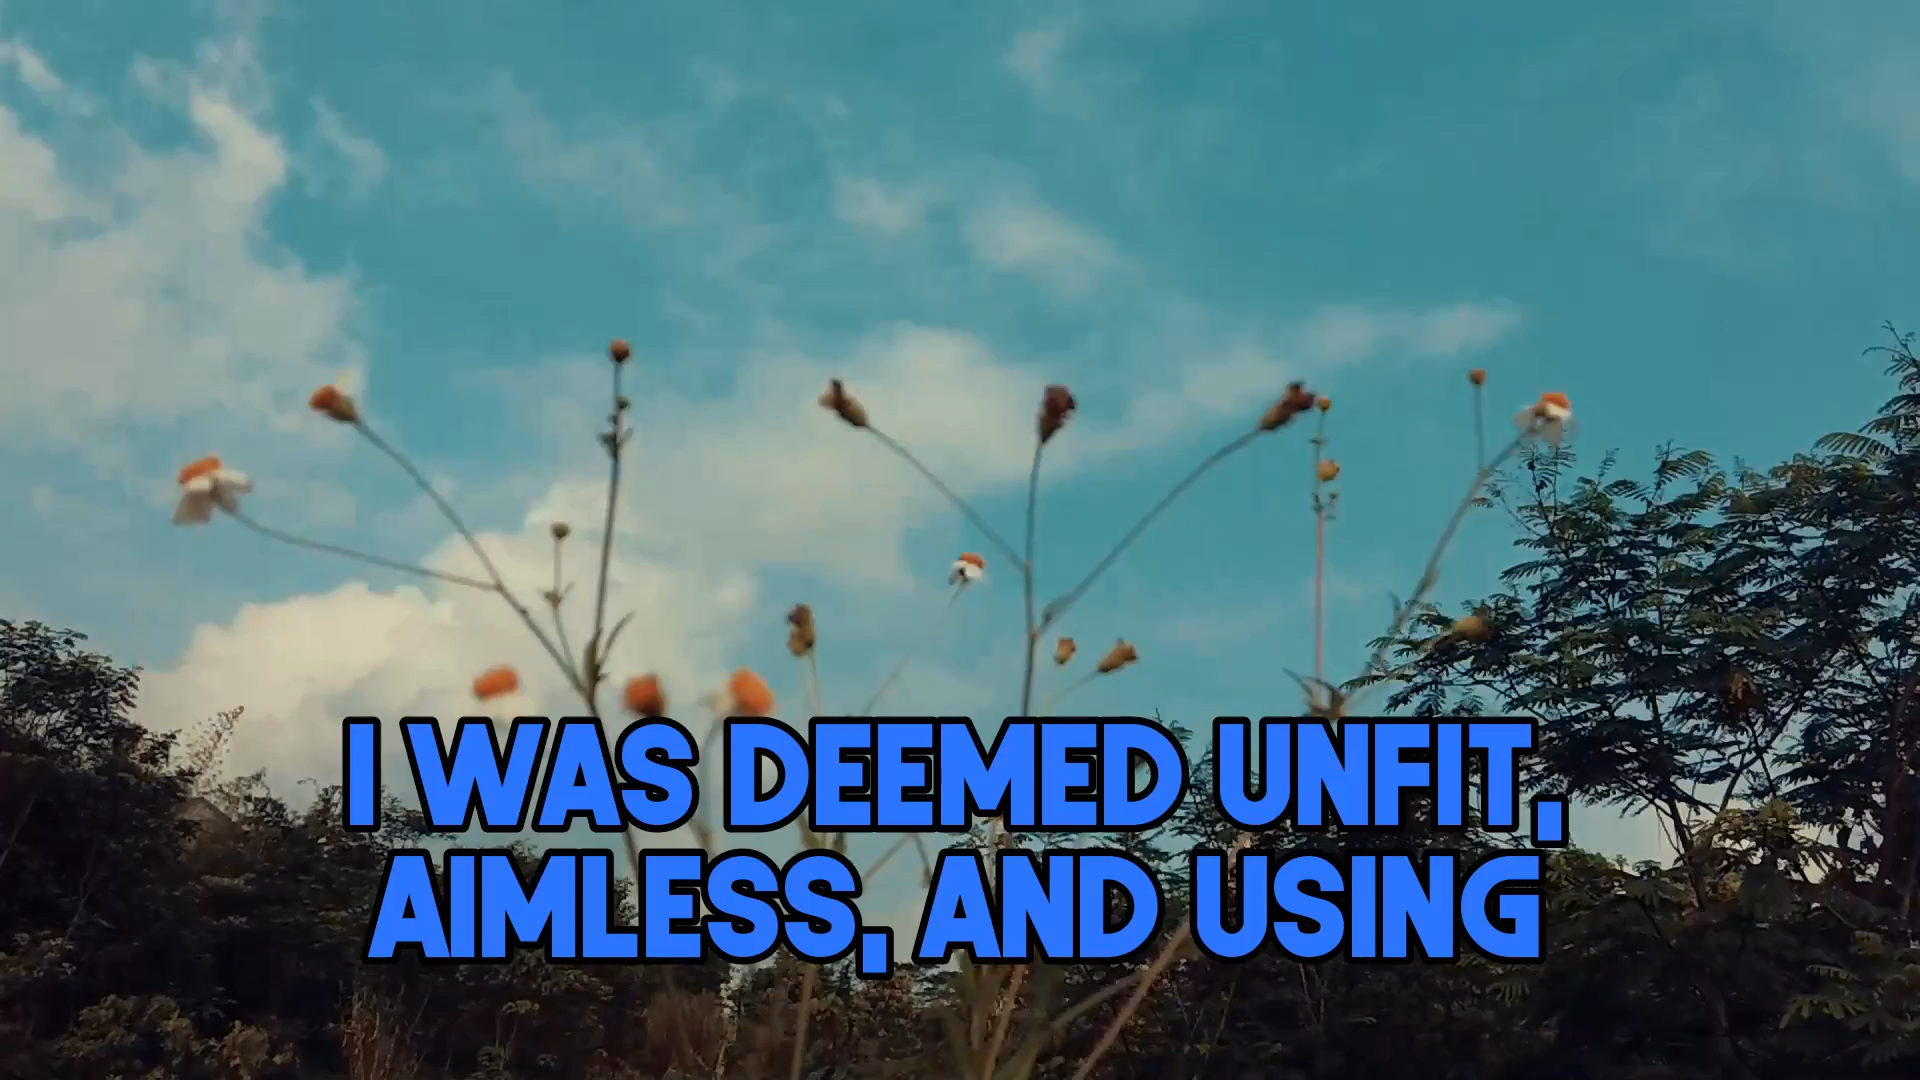 I WAS DEEMED UNFIT,
AIMLESS, AND USING